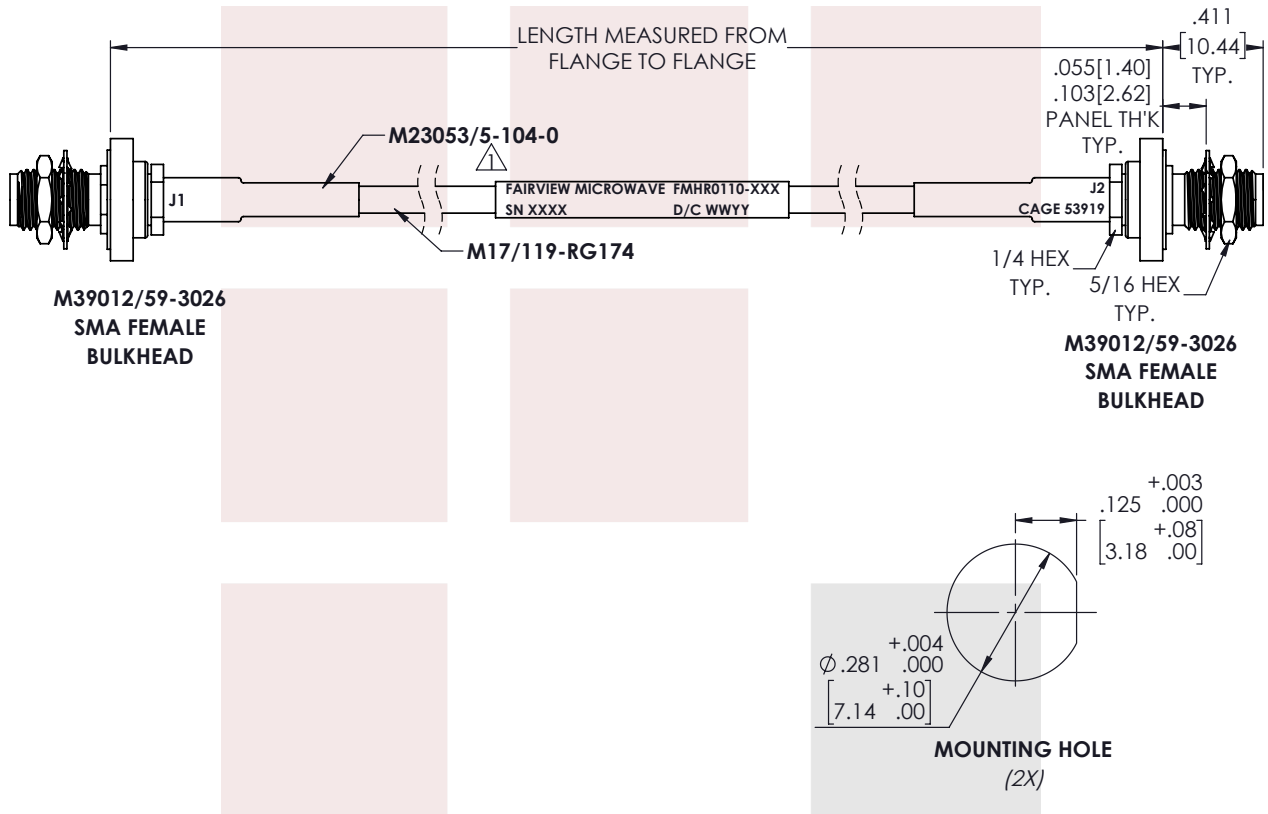 LENGTH MEASURED FROM
FLANGE TO FLANGE
.411
[10.44]
TYP.
.055[1.40]
.103[2.62]
PANEL TH'K
TYP.
M23053/5-104-0
1
J1
FAIRVIEW MICROWAVE FMHR0110-XXX
SN XXXX D/C WWYY
J2
CAGE 53919
M17/119-RG174
1/4 HEX
TYP.
5/16 HEX
TYP.
M39012/59-3026
SMA FEMALE
BULKHEAD
M39012/59-3026
SMA FEMALE
BULKHEAD
+.003
.125 .000
+.08
[3.18 .00]
+.004
Ø.281 .000
+.10
[7.14 .00]
MOUNTING HOLE
(2X)